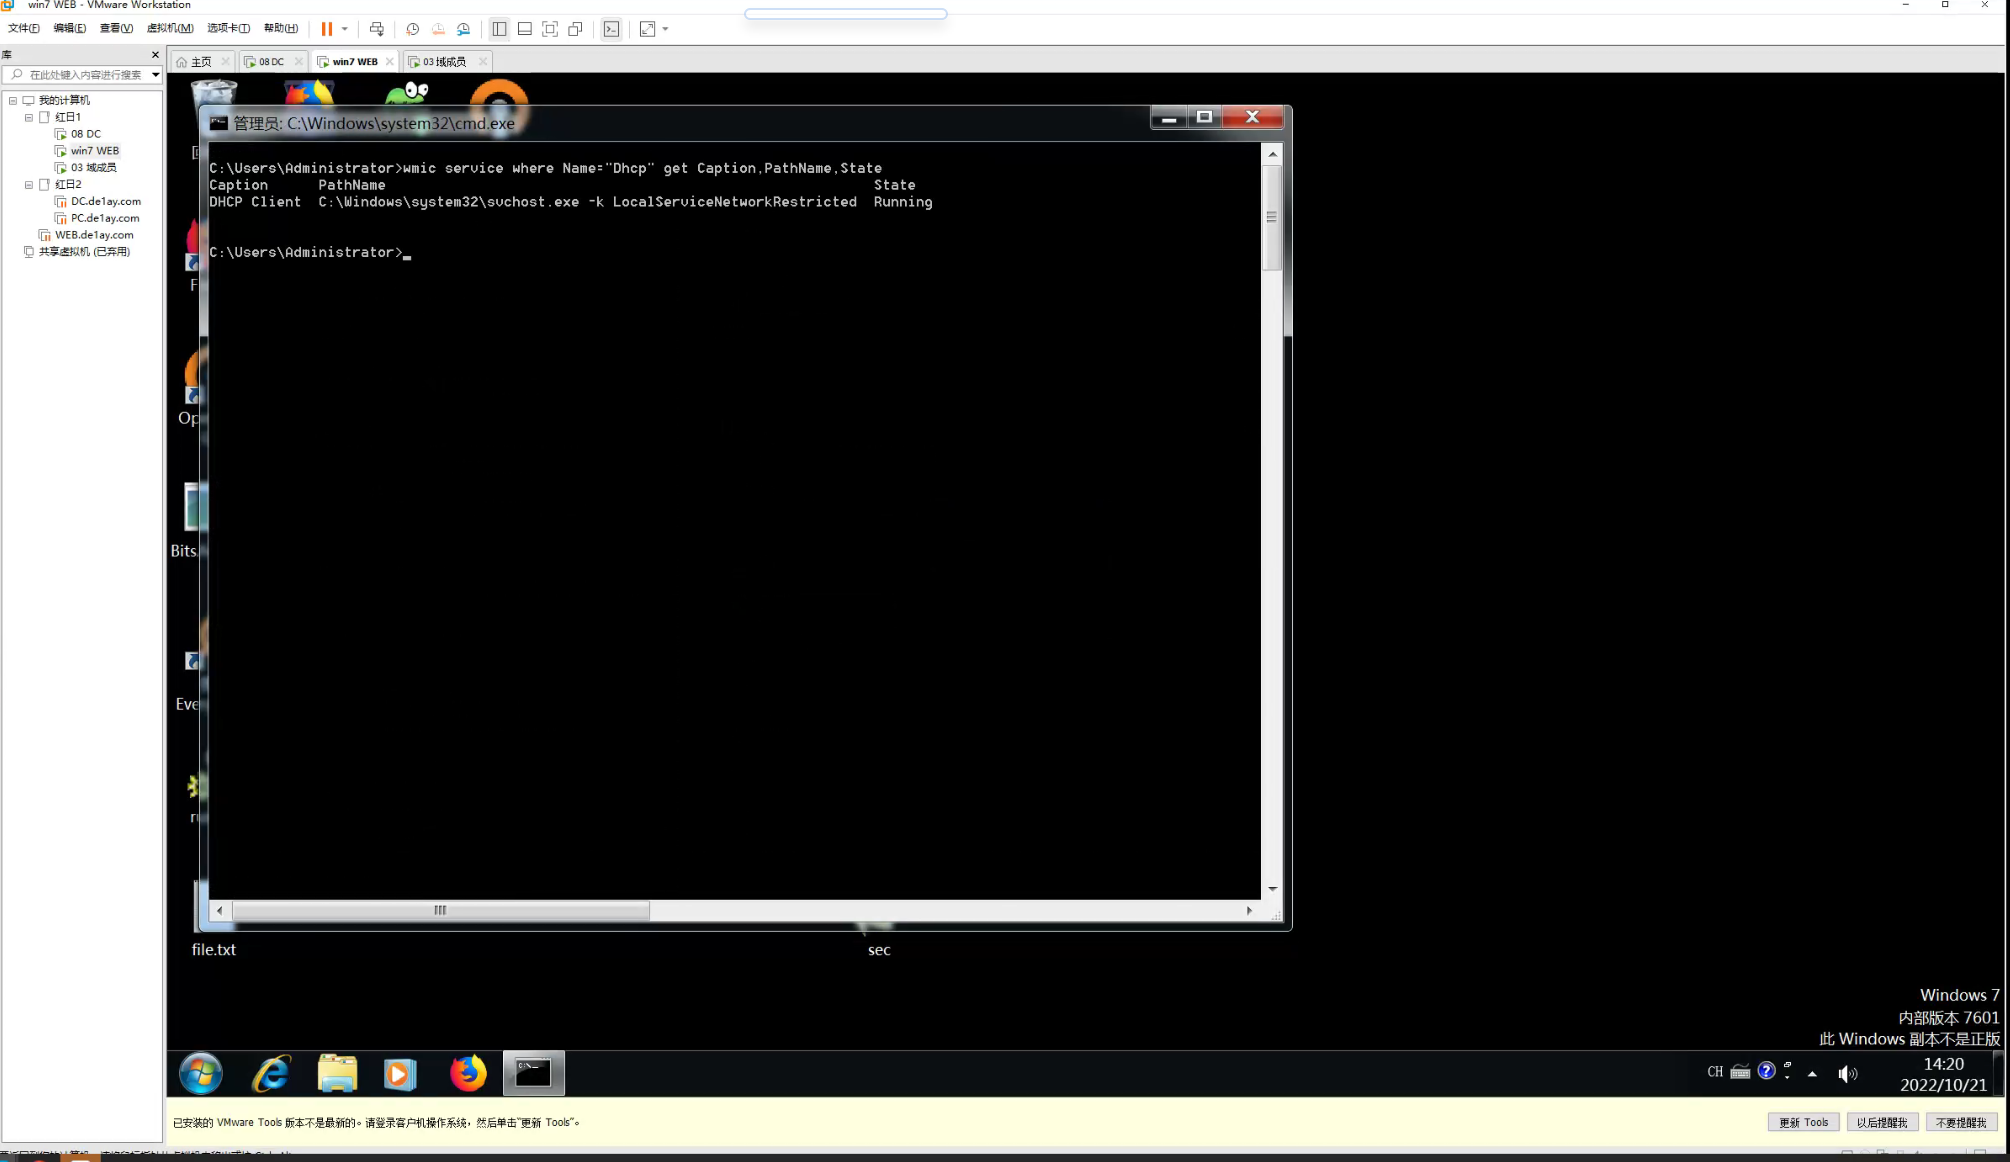 win7 WEB - VMware Workstation
文件(F) 编辑(E) 查看(V) 虚拟机(M) 选项卡(T) 帮助(H)
库
在此处键入内容进行搜索
主页 08 DC win7 WEB 03 域成员
我的计算机
红日1
08 DC
win7 WEB
03 域成员
红日2
DC.de1ay.com
PC.de1ay.com
WEB.de1ay.com
共享虚拟机 (已弃用)
管理员: C:\Windows\system32\cmd.exe
C:\Users\Administrator>wmic service where Name="Dhcp" get Caption,PathName,State
Caption PathName State
DHCP Client C:\Windows\system32\svchost.exe -k LocalServiceNetworkRestricted Running
C:\Users\Administrator>
F
Op
Bits
Eve
file.txt
sec
Windows 7
内部版本 7601
此 Windows 副本不是正版
CH
14:20
2022/10/21
已安装的 VMware Tools 版本不是最新的。请登录客户机操作系统，然后单击“更新 Tools”。
更新 Tools 以后提醒我 不要提醒我